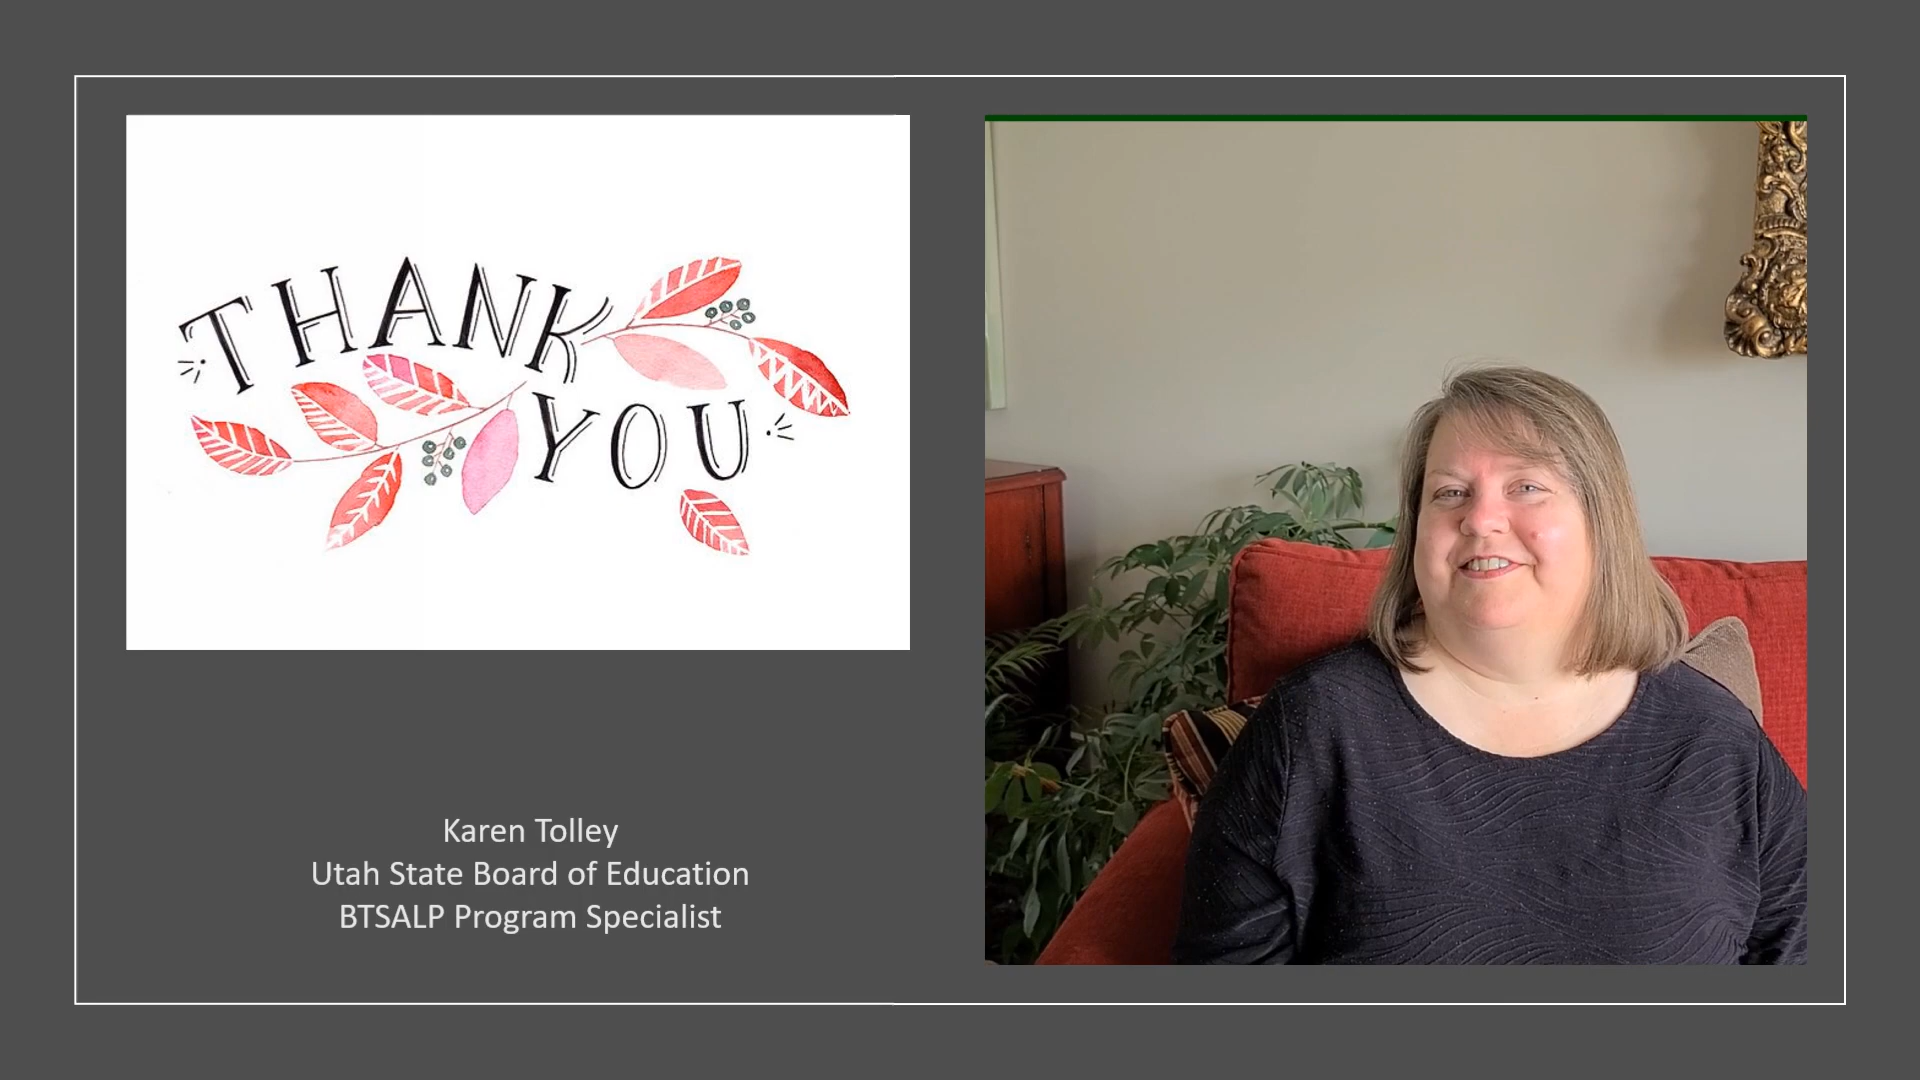 THANK
YOU
Karen Tolley
Utah State Board of Education
BTSALP Program Specialist